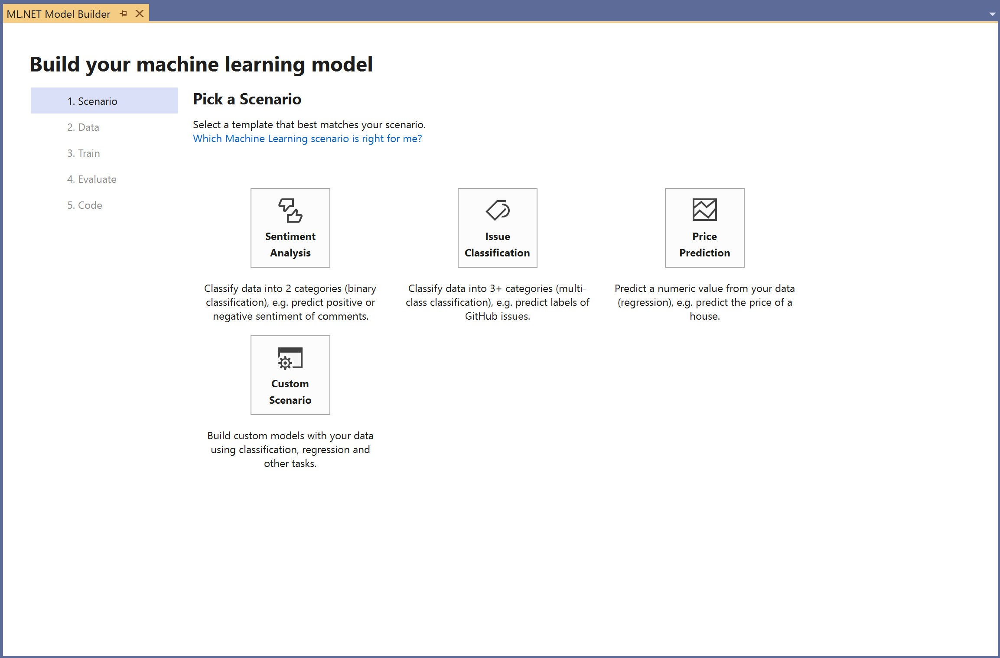 ML.NET Model Builder
Build your machine learning model
1. Scenario
2. Data
3. Train
4. Evaluate
5. Code
Pick a Scenario
Select a template that best matches your scenario.
Which Machine Learning scenario is right for me?
Sentiment
Analysis
Classify data into 2 categories (binary
classification), e.g. predict positive or
negative sentiment of comments.
Issue
Classification
Classify data into 3+ categories (multi-
class classification), e.g. predict labels of
GitHub issues.
Price
Prediction
Predict a numeric value from your data
(regression), e.g. predict the price of a
house.
Custom
Scenario
Build custom models with your data
using classification, regression and
other tasks.